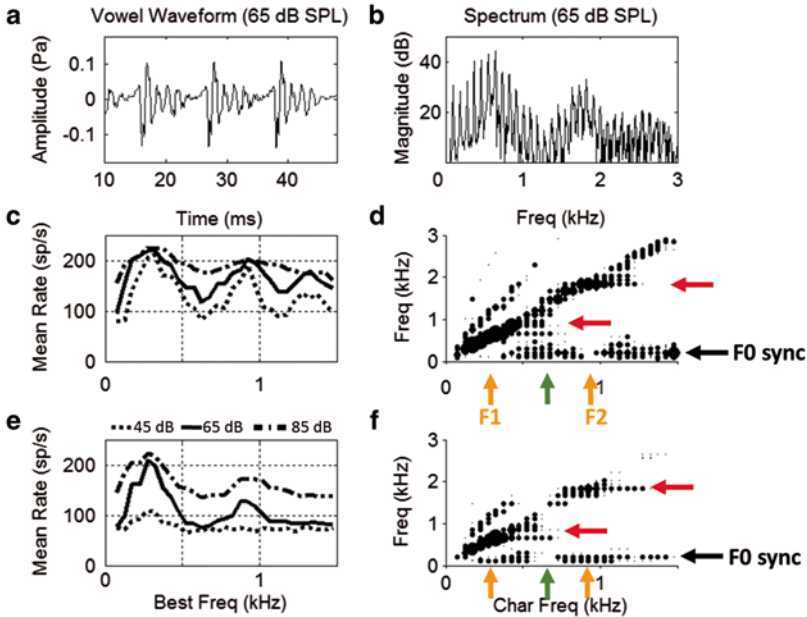 a Vowel Waveform (65 dB SPL)
b Spectrum (65 dB SPL)
Amplitude (Pa)
0.1
0
-0.1
10 20 30 40
Time (ms)
Magnitude (dB)
40
20
0 1 2 3
Freq (kHz)
c
Mean Rate (sp/s)
200
100
0
0 1
d
Freq (kHz)
3
2
1
0
0 1
F0 sync
F1
F2
e
45 dB 65 dB 85 dB
Mean Rate (sp/s)
200
100
0
0 1
Best Freq (kHz)
f
Freq (kHz)
3
2
1
0
0 1
F0 sync
Char Freq (kHz)